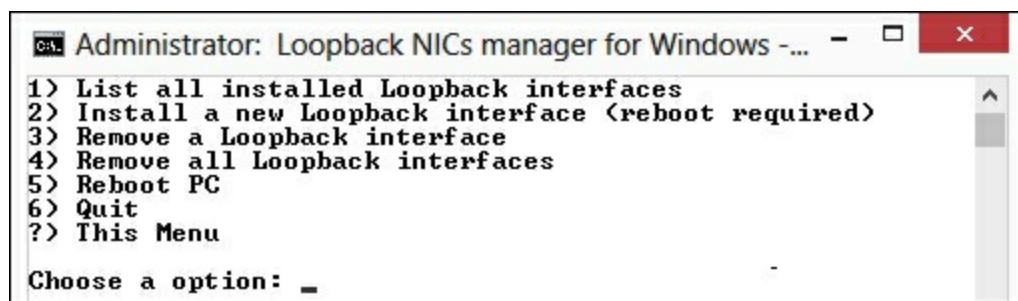 Administrator: Loopback NICs manager for Windows -...
1) List all installed Loopback interfaces
2) Install a new Loopback interface (reboot required)
3) Remove a Loopback interface
4) Remove all Loopback interfaces
5) Reboot PC
6) Quit
?) This Menu
Choose a option: _